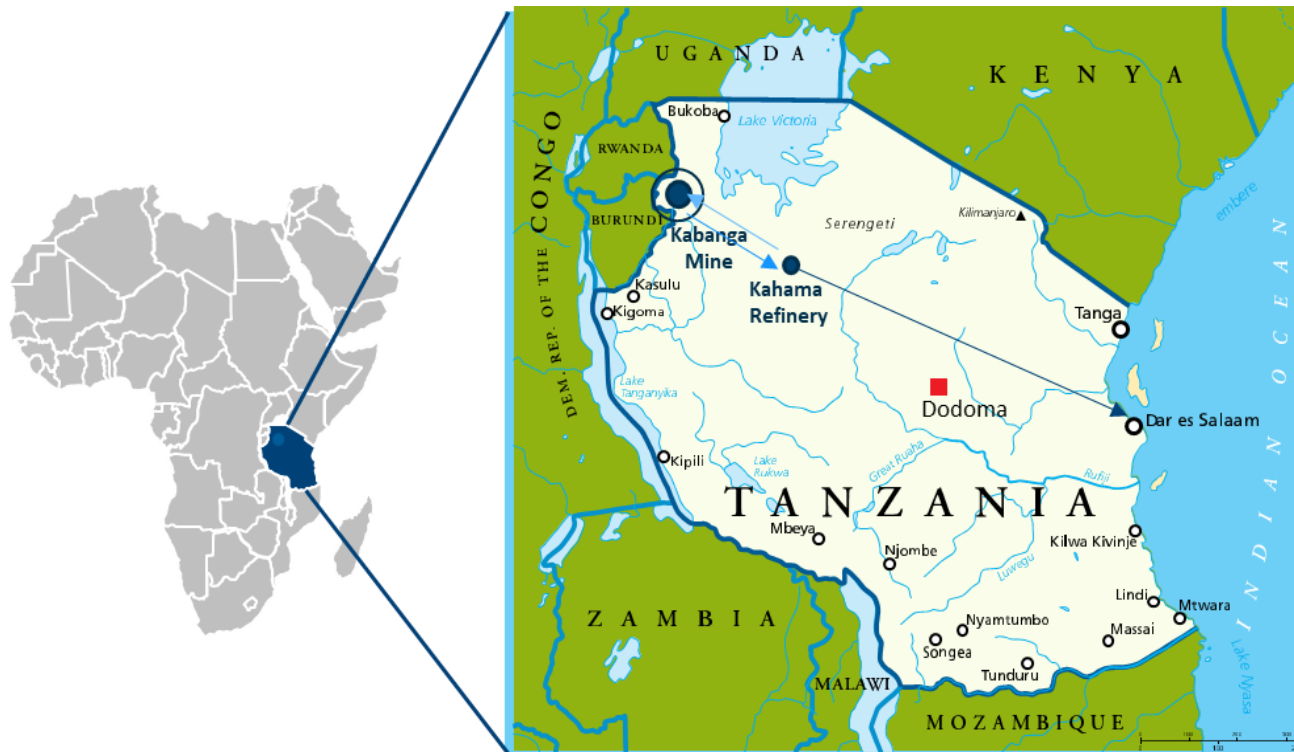 UGANDA
KENYA
Bukoba
Lake Victoria
DEM. REP. OF THE CONGO
RWANDA
BURUNDI
Kabanga
Mine
Serengeti
Kilimanjaro
embere
INDIAN OCEAN
Kasulu
Kigoma
Kahama
Refinery
Tanga
Lake
Tanganyika
Dodoma
Dar es Salaam
Kipili
Lake
Rukwa
Great Ruaha
Rufiji
TANZANIA
Mbeya
Njombe
Kilwa Kivinje
Luwegu
ZAMBIA
Lindi
Mtwara
Nyamtumbo
Massai
Songea
Tunduru
MALAWI
Lake Nyasa
MOZAMBIQUE